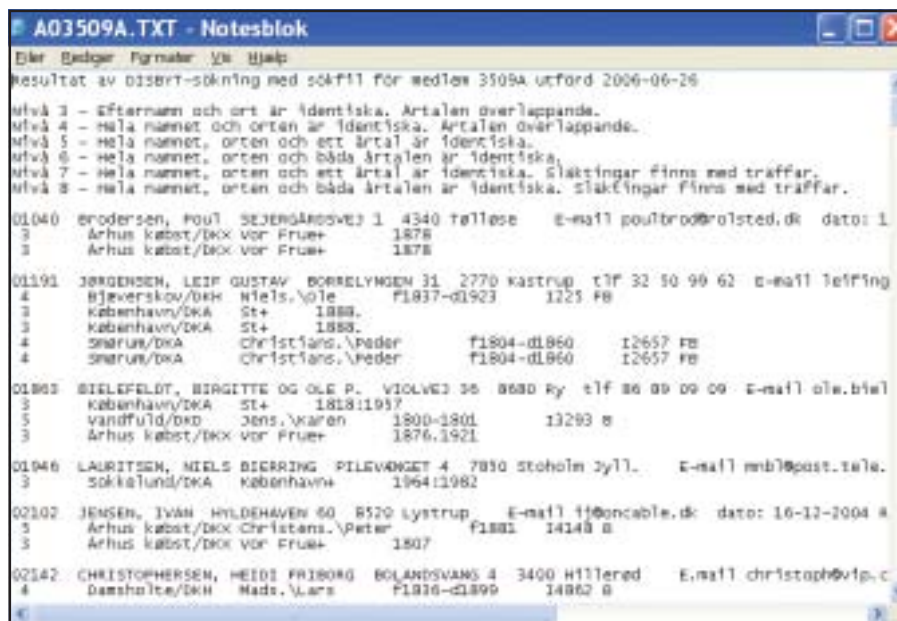 A03509A.TXT - Notesblok
Filer Rediger Formater Vis Hjælp
Resultat av DISBYT-sökning med sökfil för medlem 3509A utförd 2006-06-26
Nivå 3 - Efternamn och ort är identiska. Årtalen överlappande.
Nivå 4 - Hela namnet och orten är identiska. Årtalen överlappande.
Nivå 5 - Hela namnet, orten och ett årtal är identiska.
Nivå 6 - Hela namnet, orten och båda årtalen är identiska.
Nivå 7 - Hela namnet, orten och ett årtal är identiska. Släktingar finns med träffar.
Nivå 8 - Hela namnet, orten och båda årtalen är identiska. Släktingar finns med träffar.
01040 Brodersen, Poul SEJERGÅRDSVEJ 1 4340 Tølløse E-mail poulbrod@rolsted.dk dato: 1
3 Århus købst/DKX Vor Frue+ 1878
3 Århus købst/DKX Vor Frue+ 1878
01191 JØRGENSEN, LEIF GUSTAV BORRELYNGEN 31 2770 Kastrup tlf 32 50 99 62 E-mail leifing
4 Bjæverskov/DKH Niels.\Ole f1837-d1923 I225 FB
3 København/DKA St+ 1888.
3 København/DKA St+ 1888.
4 Smørum/DKA Christians.\Peder f1804-d1860 I2657 FB
4 Smørum/DKA Christians.\Peder f1804-d1860 I2657 FB
01863 BIELEFELDT, BIRGITTE OG OLE P. VIOLVEJ 36 8680 Ry tlf 86 89 09 09 E-mail ole.biel
3 København/DKA St+ 1818:1957
5 Vandfuld/DKD Jens.\Karen 1800-1801 I3293 B
3 Århus købst/DKX Vor Frue+ 1876.1921
01946 LAURITSEN, NIELS BIERRING PILEVÆNGET 4 7850 Stoholm Jyll. E-mail mnbl@post.tele.
3 Sokkelund/DKA København+ 1964:1982
02102 JENSEN, IVAN HYLDEHAVEN 60 8520 Lystrup E-mail ij@oncable.dk dato: 16-12-2004
5 Århus købst/DKX Christens.\Peter f1881 I4148 B
3 Århus købst/DKX Vor Frue+ 1807
02142 CHRISTOPHERSEN, HEIDI FRIBORG BOLANDSVANG 4 3400 Hillerød E.mail christoph@vip.c
4 Damsholte/DKH Mads.\Lars f1836-d1899 I4862 B